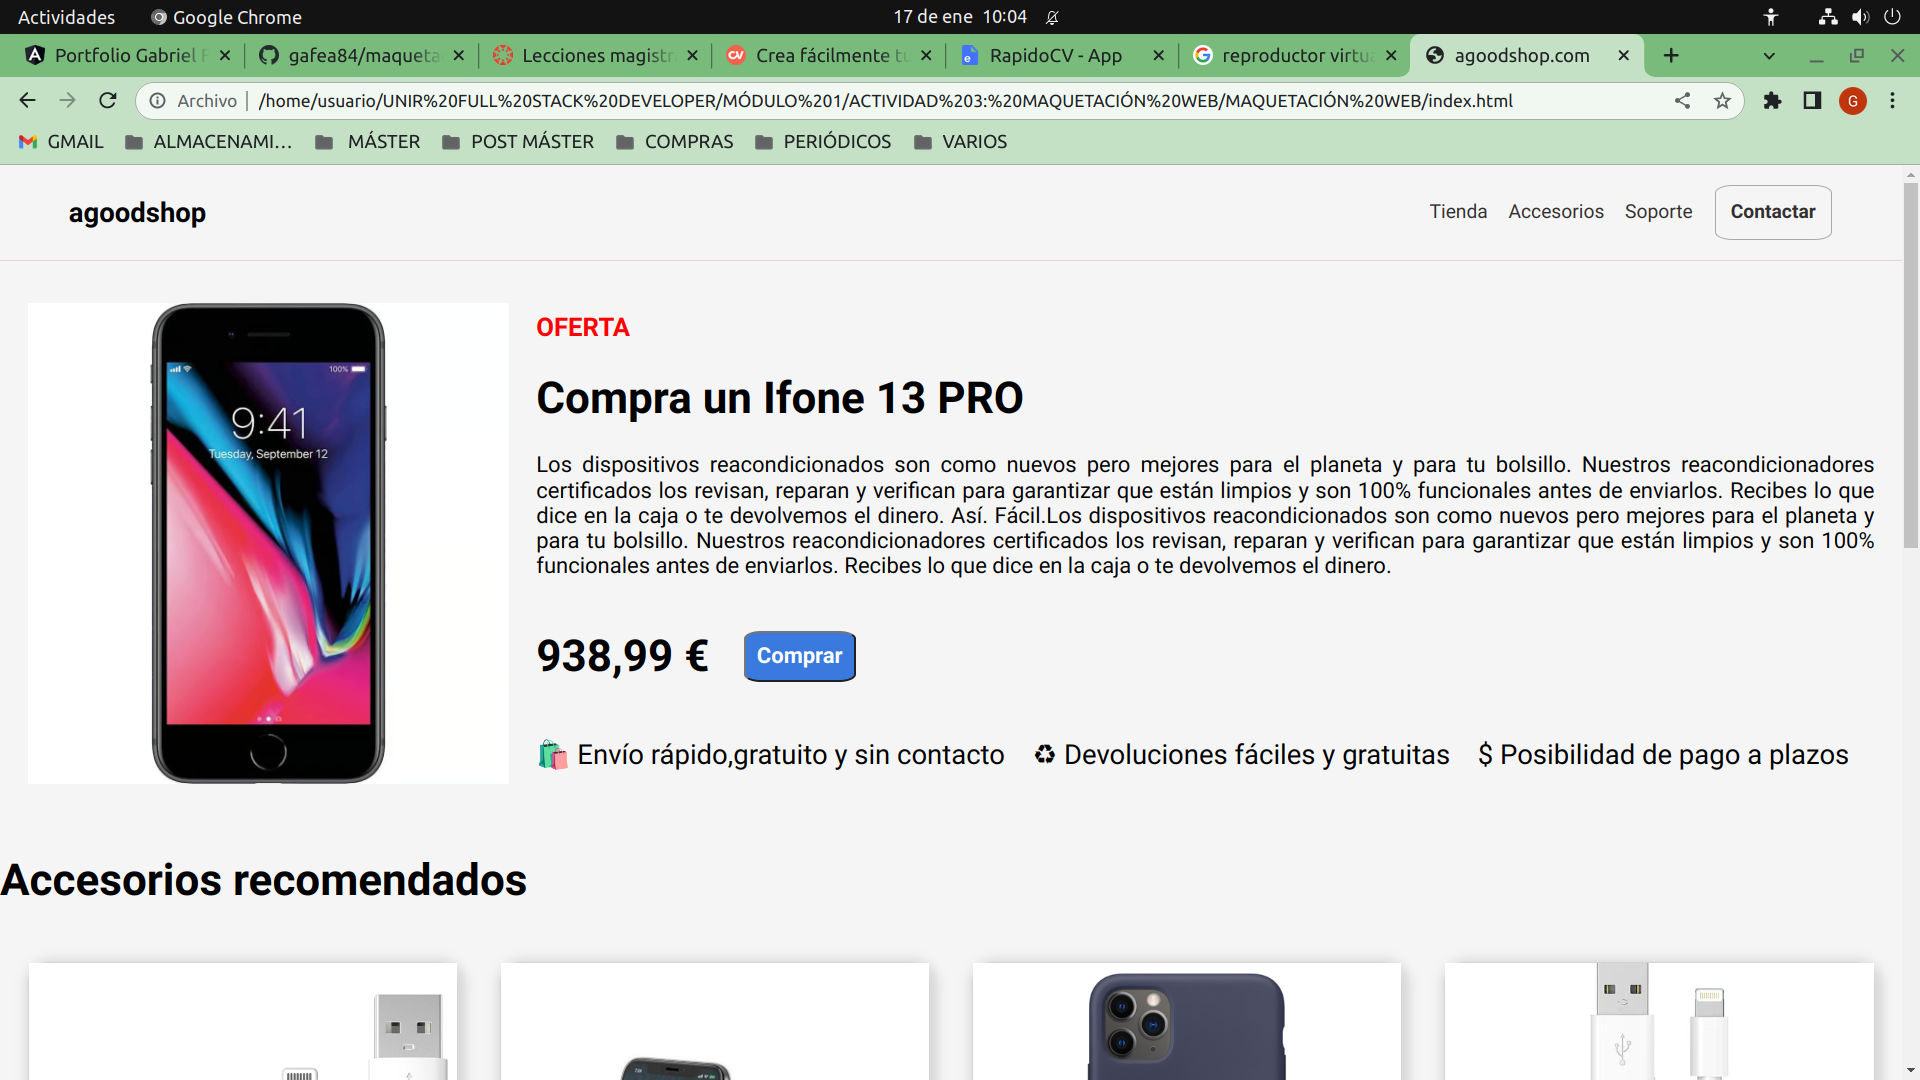 Actividades
Google Chrome
17 de ene 10:04
Portfolio Gabriel F
gafea84/maqueta
Lecciones magistr
Crea fácilmente tu
RapidoCV - App
reproductor virtua
agoodshop.com
Archivo
/home/usuario/UNIR%20FULL%20STACK%20DEVELOPER/MÓDULO%201/ACTIVIDAD%203:%20MAQUETACIÓN%20WEB/MAQUETACIÓN%20WEB/index.html
G
GMAIL
ALMACENAMI…
MÁSTER
POST MÁSTER
COMPRAS
PERIÓDICOS
VARIOS
agoodshop
Tienda
Accesorios
Soporte
Contactar
100%
9:41
Tuesday, September 12
OFERTA
Compra un Ifone 13 PRO
Los dispositivos reacondicionados son como nuevos pero mejores para el planeta y para tu bolsillo. Nuestros reacondicionadores
certificados los revisan, reparan y verifican para garantizar que están limpios y son 100% funcionales antes de enviarlos. Recibes lo que
dice en la caja o te devolvemos el dinero. Así. Fácil.Los dispositivos reacondicionados son como nuevos pero mejores para el planeta y
para tu bolsillo. Nuestros reacondicionadores certificados los revisan, reparan y verifican para garantizar que están limpios y son 100%
funcionales antes de enviarlos. Recibes lo que dice en la caja o te devolvemos el dinero.
938,99 €
Comprar
🛍️ Envío rápido,gratuito y sin contacto
♻ Devoluciones fáciles y gratuitas
$ Posibilidad de pago a plazos
Accesorios recomendados